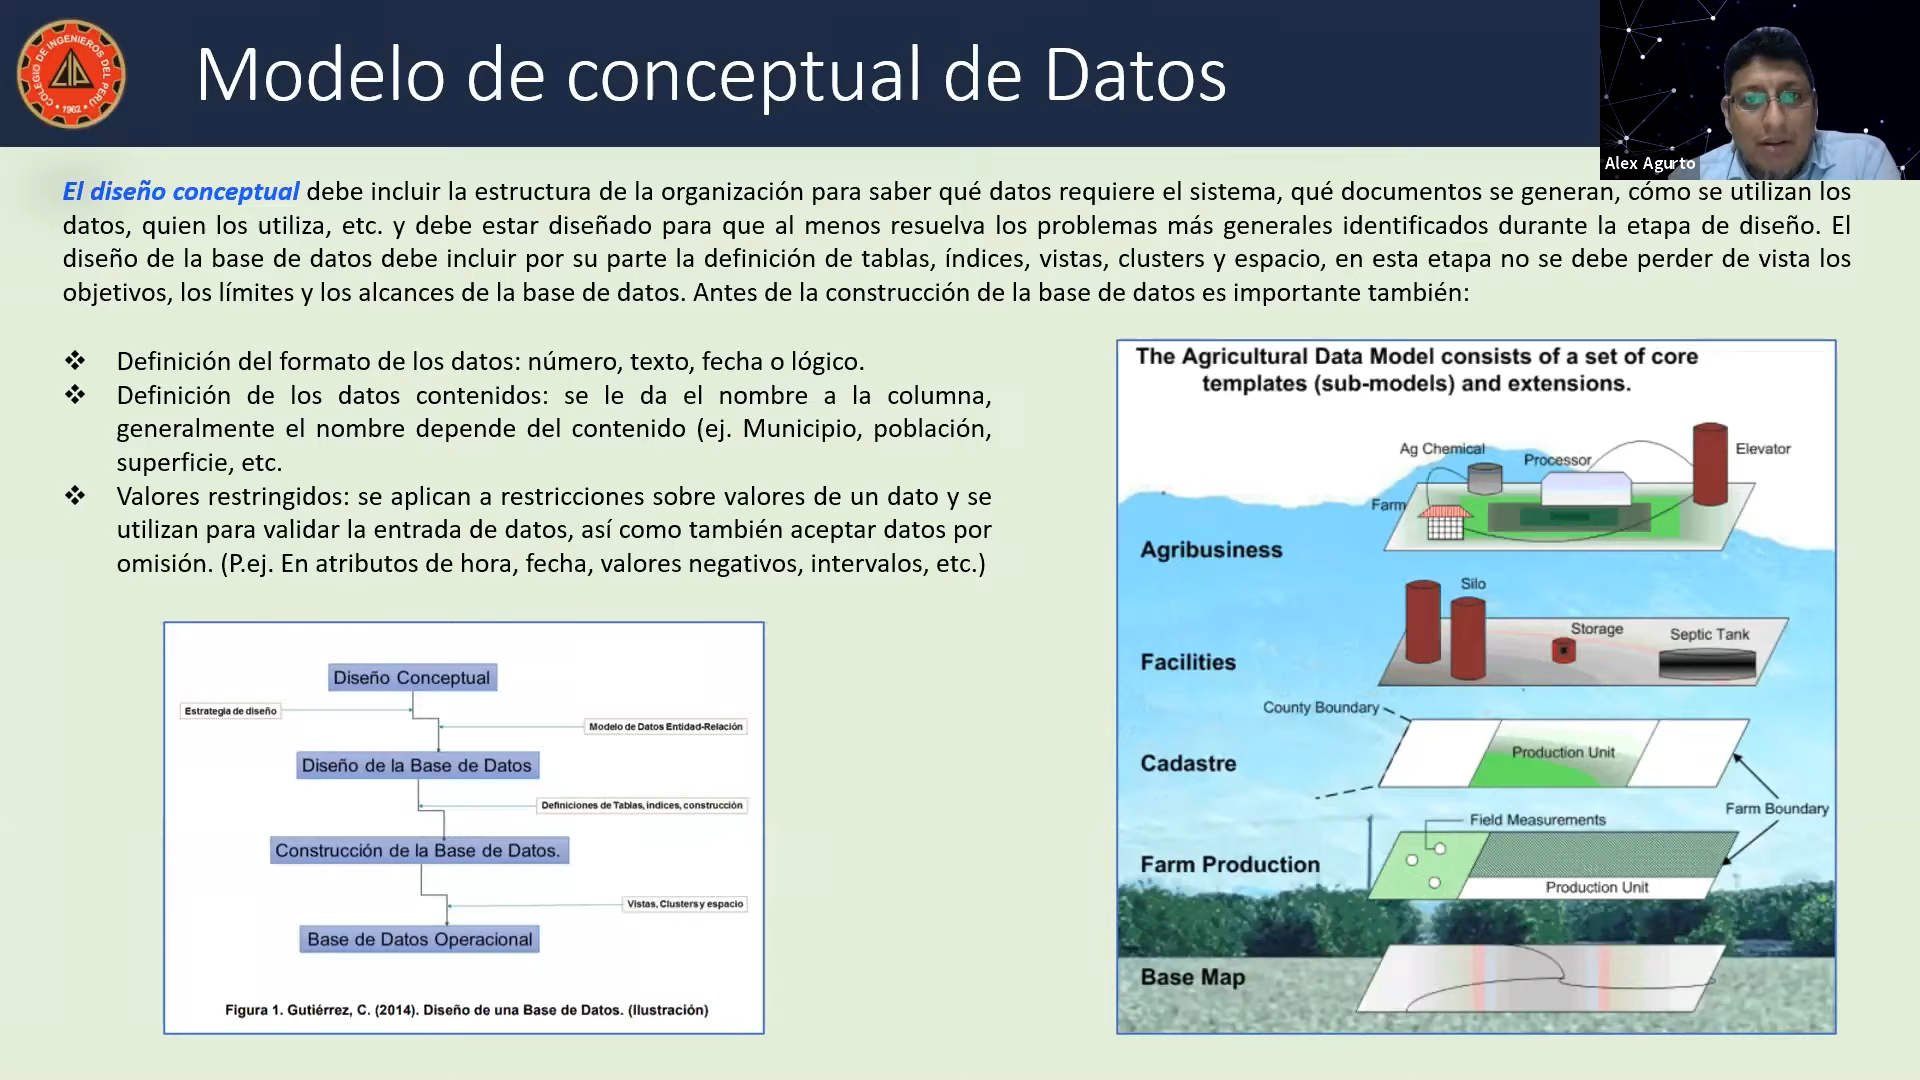 COLEGIO DE INGENIEROS DEL PERU
CIP
• 1962 •
Modelo de conceptual de Datos
Alex Agurto
El diseño conceptual debe incluir la estructura de la organización para saber qué datos requiere el sistema, qué documentos se generan, cómo se utilizan los
datos, quien los utiliza, etc. y debe estar diseñado para que al menos resuelva los problemas más generales identificados durante la etapa de diseño. El
diseño de la base de datos debe incluir por su parte la definición de tablas, índices, vistas, clusters y espacio, en esta etapa no se debe perder de vista los
objetivos, los límites y los alcances de la base de datos. Antes de la construcción de la base de datos es importante también:
❖ Definición del formato de los datos: número, texto, fecha o lógico.
❖ Definición de los datos contenidos: se le da el nombre a la columna,
generalmente el nombre depende del contenido (ej. Municipio, población,
superficie, etc.
❖ Valores restringidos: se aplican a restricciones sobre valores de un dato y se
utilizan para validar la entrada de datos, así como también aceptar datos por
omisión. (P.ej. En atributos de hora, fecha, valores negativos, intervalos, etc.)
Diseño Conceptual
Estrategia de diseño
Modelo de Datos Entidad-Relación
Diseño de la Base de Datos
Definiciones de Tablas, indices, construcción
Construcción de la Base de Datos.
Vistas, Clusters y espacio
Base de Datos Operacional
Figura 1. Gutiérrez, C. (2014). Diseño de una Base de Datos. (Ilustración)
The Agricultural Data Model consists of a set of core
templates (sub-models) and extensions.
Ag Chemical
Processor
Elevator
Farm
Agribusiness
Silo
Storage
Septic Tank
Facilities
County Boundary
Production Unit
Cadastre
Farm Boundary
Field Measurements
Farm Production
Production Unit
Base Map